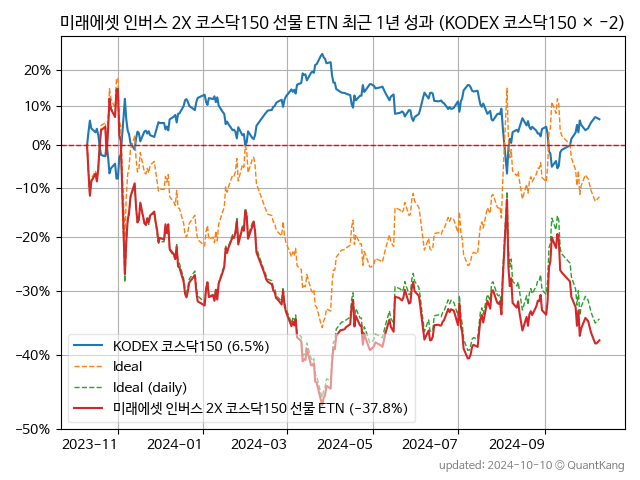 미래에셋 인버스 2X 코스닥150 선물 ETN 최근 1년 성과 (KODEX 코스닥150 × −2)
20%
10%
0%
−10%
−20%
−30%
−40%
−50%
KODEX 코스닥150 (6.5%)
Ideal
Ideal (daily)
미래에셋 인버스 2X 코스닥150 선물 ETN (−37.8%)
2023−11
2024−01
2024−03
2024−05
2024−07
2024−09
updated: 2024-10-10 © QuantKang